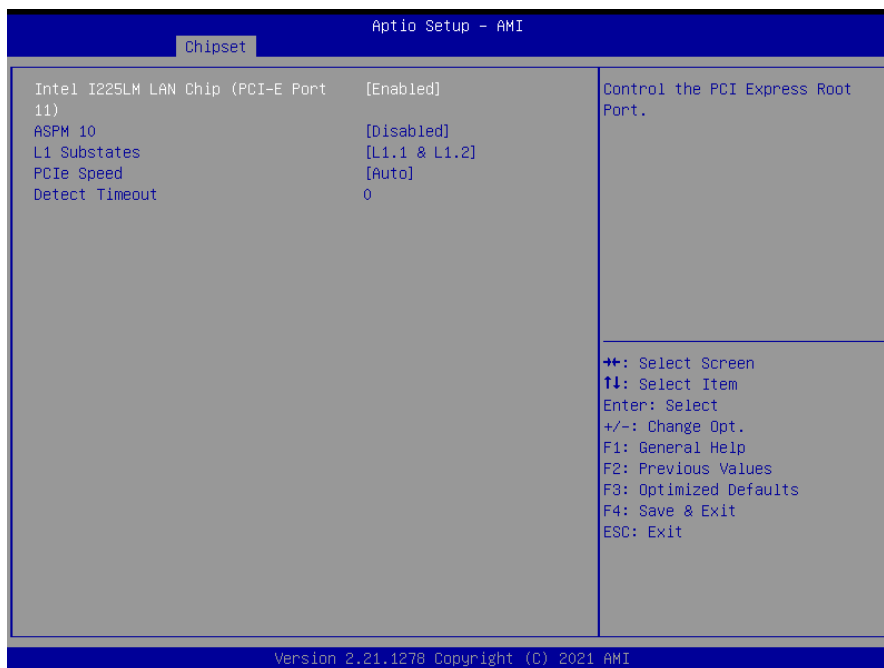 Aptio Setup – AMI
Chipset
Intel I225LM LAN Chip (PCI-E Port 11) [Enabled]
ASPM 10 [Disabled]
L1 Substates [L1.1 & L1.2]
PCIe Speed [Auto]
Detect Timeout 0
Control the PCI Express Root
Port.
→←: Select Screen
↑↓: Select Item
Enter: Select
+/-: Change Opt.
F1: General Help
F2: Previous Values
F3: Optimized Defaults
F4: Save & Exit
ESC: Exit
Version 2.21.1278 Copyright (C) 2021 AMI